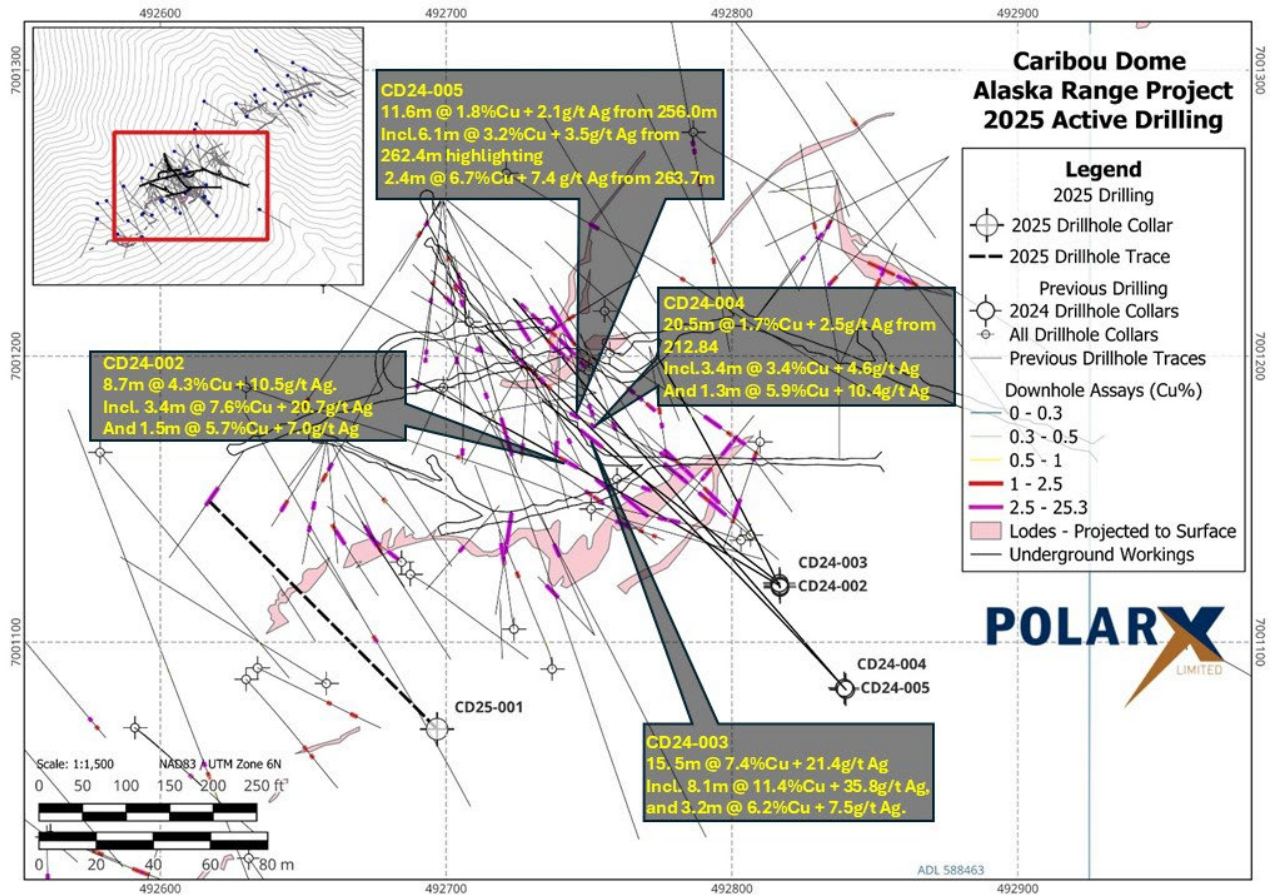 492600
492700
492800
492900
7001300
7001300
Caribou Dome
Alaska Range Project
2025 Active Drilling
CD24-005
11.6m @ 1.8%Cu + 2.1g/t Ag from 256.0m
Incl.6.1m @ 3.2%Cu + 3.5g/t Ag from
262.4m highlighting
2.4m @ 6.7%Cu + 7.4 g/t Ag from 263.7m
Legend
2025 Drilling
2025 Drillhole Collar
2025 Drillhole Trace
Previous Drilling
2024 Drillhole Collars
All Drillhole Collars
Previous Drillhole Traces
Downhole Assays (Cu%)
0 - 0.3
0.3 - 0.5
0.5 - 1
1 - 2.5
2.5 - 25.3
Lodes - Projected to Surface
Underground Workings
CD24-004
20.5m @ 1.7%Cu + 2.5g/t Ag from
212.84
Incl.3.4m @ 3.4%Cu + 4.6g/t Ag
And 1.3m @ 5.9%Cu + 10.4g/t Ag
7001200
7001200
CD24-002
8.7m @ 4.3%Cu + 10.5g/t Ag.
Incl. 3.4m @ 7.6%Cu + 20.7g/t Ag
And 1.5m @ 5.7%Cu + 7.0g/t Ag
CD24-003
CD24-002
POLARX
LIMITED
7001100
7001100
CD24-004
CD24-005
CD25-001
CD24-003
15.5m @ 7.4%Cu + 21.4g/t Ag
Incl. 8.1m @ 11.4%Cu + 35.8g/t Ag,
and 3.2m @ 6.2%Cu + 7.5g/t Ag.
Scale: 1:1,500
NAD83 / UTM Zone 6N
0 50 100 150 200 250 ft
0 20 40 60 80 m
ADL 588463
492600
492700
492800
492900